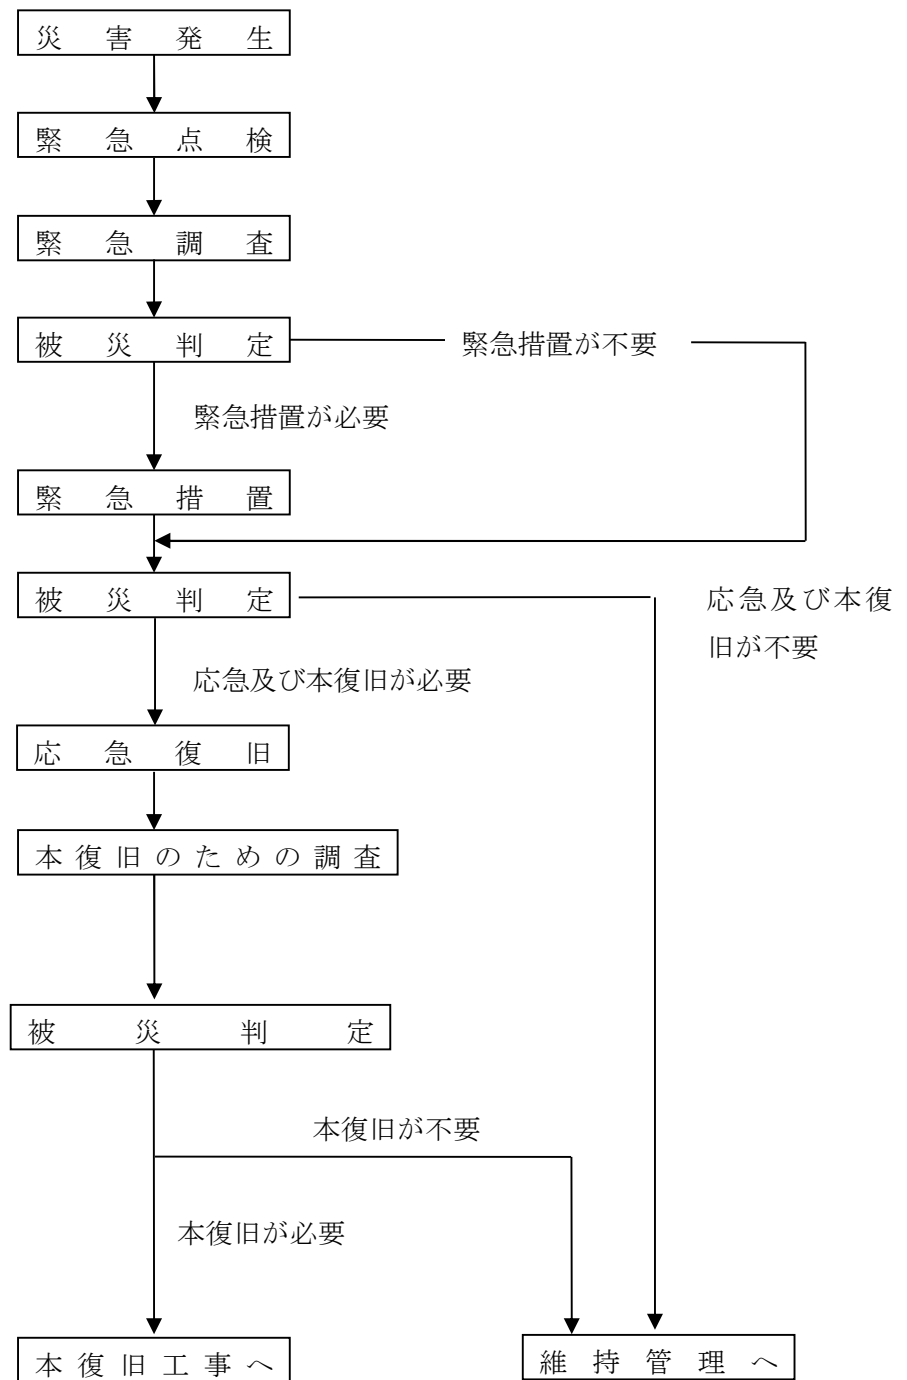 災害発生
緊急点検
緊急調査
被災判定
緊急措置が不要
緊急措置が必要
緊急措置
被災判定
応急及び本復
旧が不要
応急及び本復旧が必要
応急復旧
本復旧のための調査
被災判定
本復旧が不要
本復旧が必要
本復旧工事へ
維持管理へ